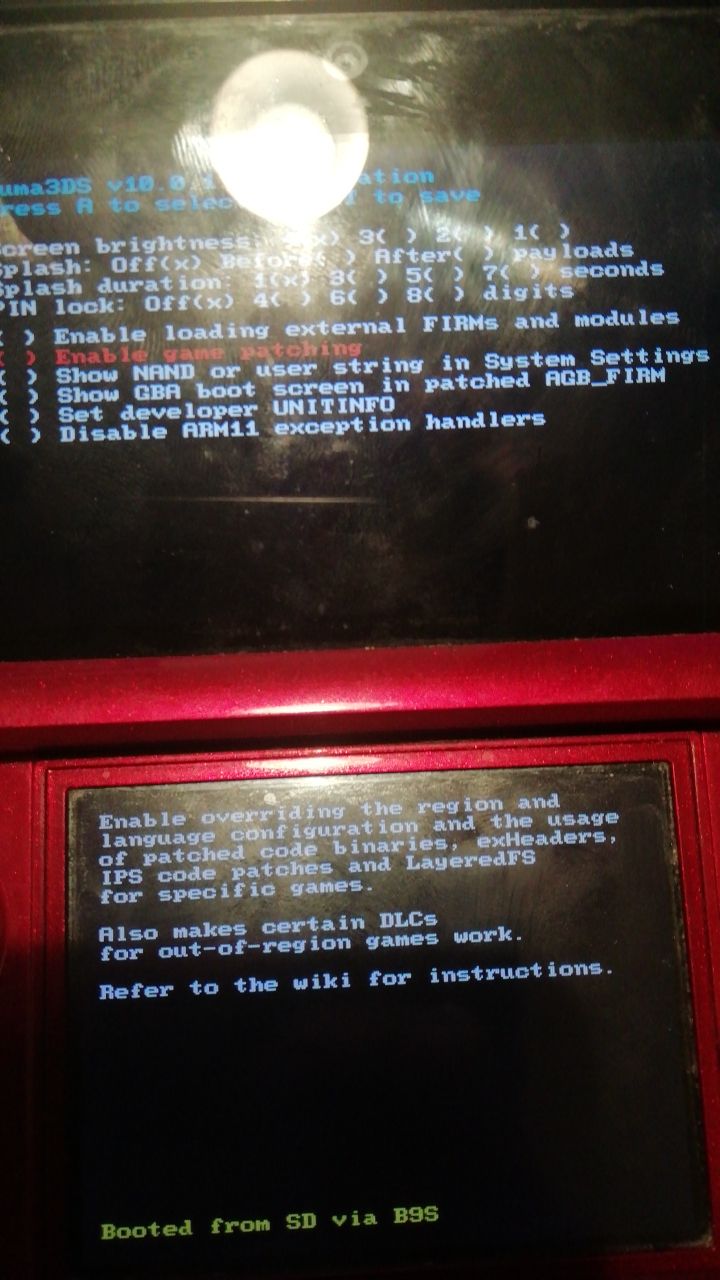 uma3DS v10.0.1 ation
ress A to selec to save
creen brightness: x) 3( ) 2( ) 1( )
plash: Off(x) Before( ) After( ) payloads
plash duration: 1(x) 3( ) 5( ) 7( ) seconds
PIN lock: Off(x) 4( ) 6( ) 8( ) digits
( ) Enable loading external FIRMs and modules
( ) Enable game patching
( ) Show NAND or user string in System Settings
( ) Show GBA boot screen in patched AGB_FIRM
( ) Set developer UNITINFO
( ) Disable ARM11 exception handlers
Enable overriding the region and
language configuration and the usage
of patched code binaries, exHeaders,
IPS code patches and LayeredFS
for specific games.
Also makes certain DLCs
for out-of-region games work.
Refer to the wiki for instructions.
Booted from SD via B9S